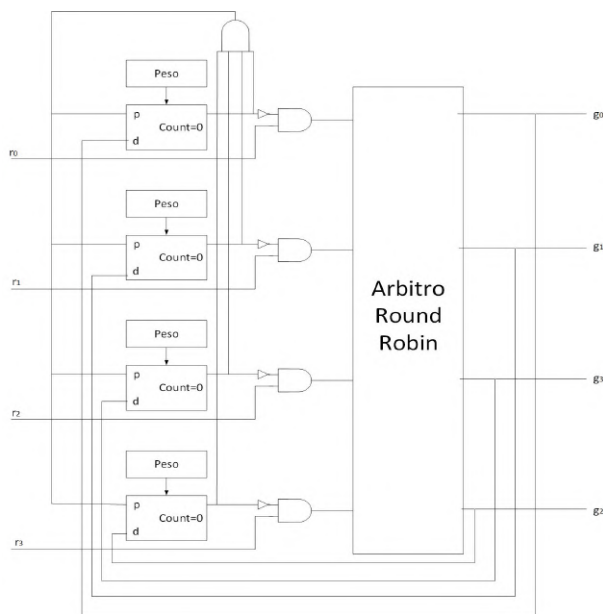 Peso
p
Count=0
d
r₀
g₀
Peso
p
Count=0
d
r₁
g₁
Arbitro
Round
Robin
Peso
p
Count=0
d
r₂
g₃
Peso
p
Count=0
d
r₃
g₂